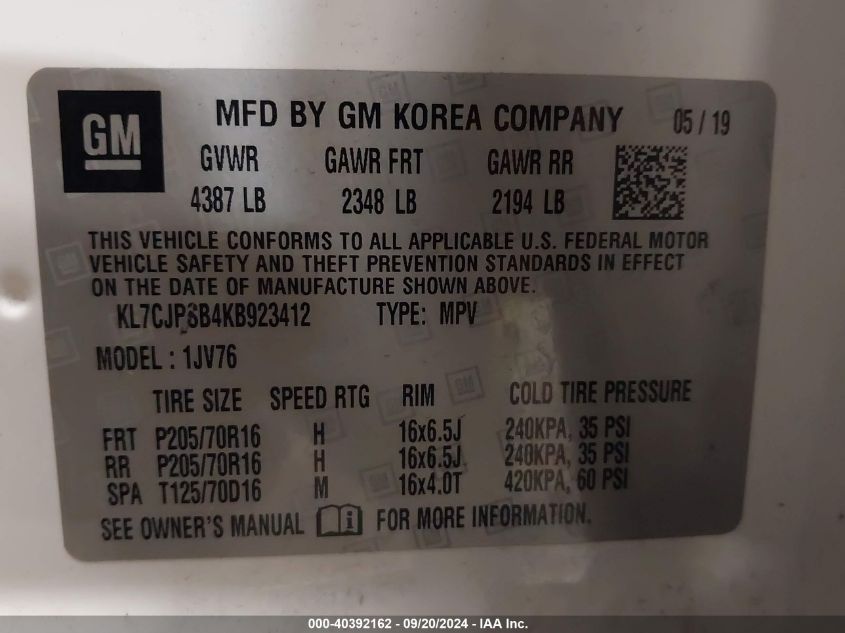 GM
MFD BY GM KOREA COMPANY 05 / 19
GVWR GAWR FRT GAWR RR
4387 LB 2348 LB 2194 LB
THIS VEHICLE CONFORMS TO ALL APPLICABLE U.S. FEDERAL MOTOR
VEHICLE SAFETY AND THEFT PREVENTION STANDARDS IN EFFECT
ON THE DATE OF MANUFACTURE SHOWN ABOVE.
KL7CJPSB4KB923412 TYPE: MPV
MODEL : 1JV76
TIRE SIZE SPEED RTG RIM COLD TIRE PRESSURE
FRT P205/70R16 H 16x6.5J 240KPA, 35 PSI
RR P205/70R16 H 16x6.5J 240KPA, 35 PSI
SPA T125/70D16 M 16x4.0T 420KPA, 60 PSI
SEE OWNER'S MANUAL FOR MORE INFORMATION.
000-40392162 - 09/20/2024 - IAA Inc.